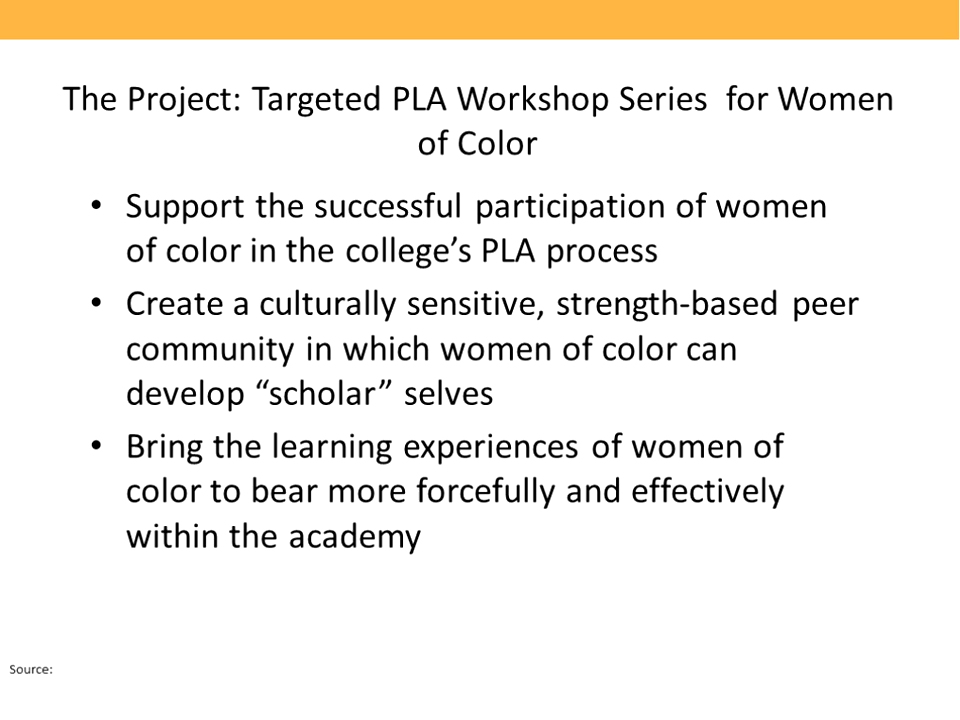 The Project: Targeted PLA Workshop Series  for Women
of Color
• Support the successful participation of women
of color in the college’s PLA process
• Create a culturally sensitive, strength-based peer
community in which women of color can
develop “scholar” selves
• Bring the learning experiences of women of
color to bear more forcefully and effectively
within the academy
Source: